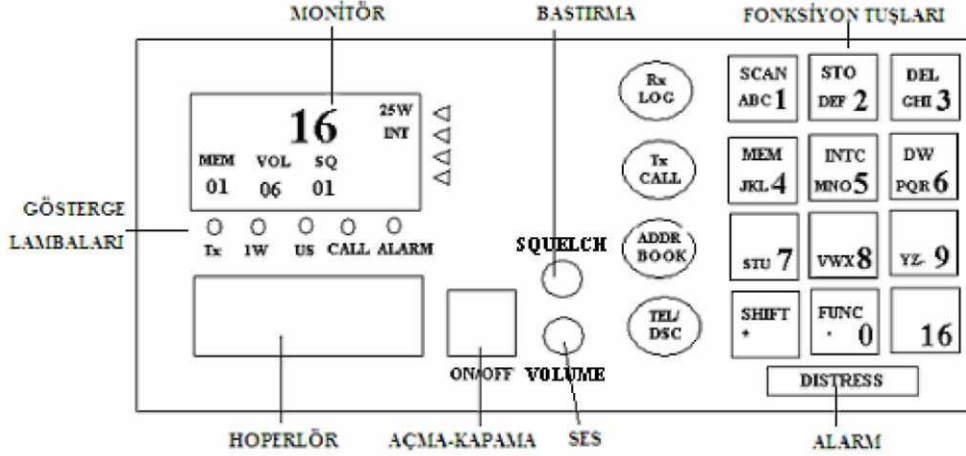 MONİTÖR BASTIRMA FONKSİYON TUŞLARI
16 25W
INT
MEM VOL SQ
01 06 01
GÖSTERGE
LAMBALARI
Tx 1W US CALL ALARM
SQUELCH
ON/OFF VOLUME
Rx
LOG
Tx
CALL
ADDR
BOOK
TEL/
DSC
SCAN
ABC 1
STO
DEF 2
DEL
GHI 3
MEM
JKL 4
INTC
MNO 5
DW
PQR 6
STU 7
VWX 8
YZ- 9
SHIFT
*
FUNC
. 0
16
DISTRESS
HOPERLÖR AÇMA-KAPAMA SES ALARM